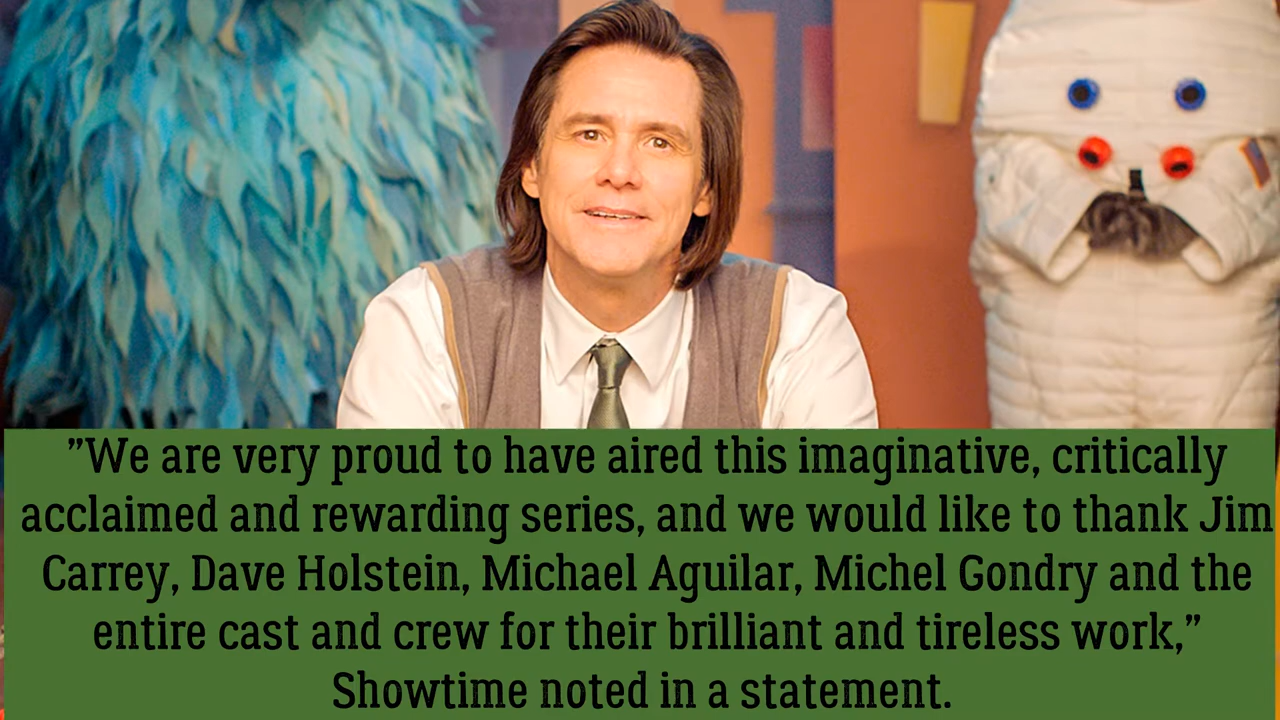 ”We are very proud to have aired this imaginative, critically
acclaimed and rewarding series, and we would like to thank Jim
Carrey, Dave Holstein, Michael Aguilar, Michel Gondry and the
entire cast and crew for their brilliant and tireless work,”
Showtime noted in a statement.